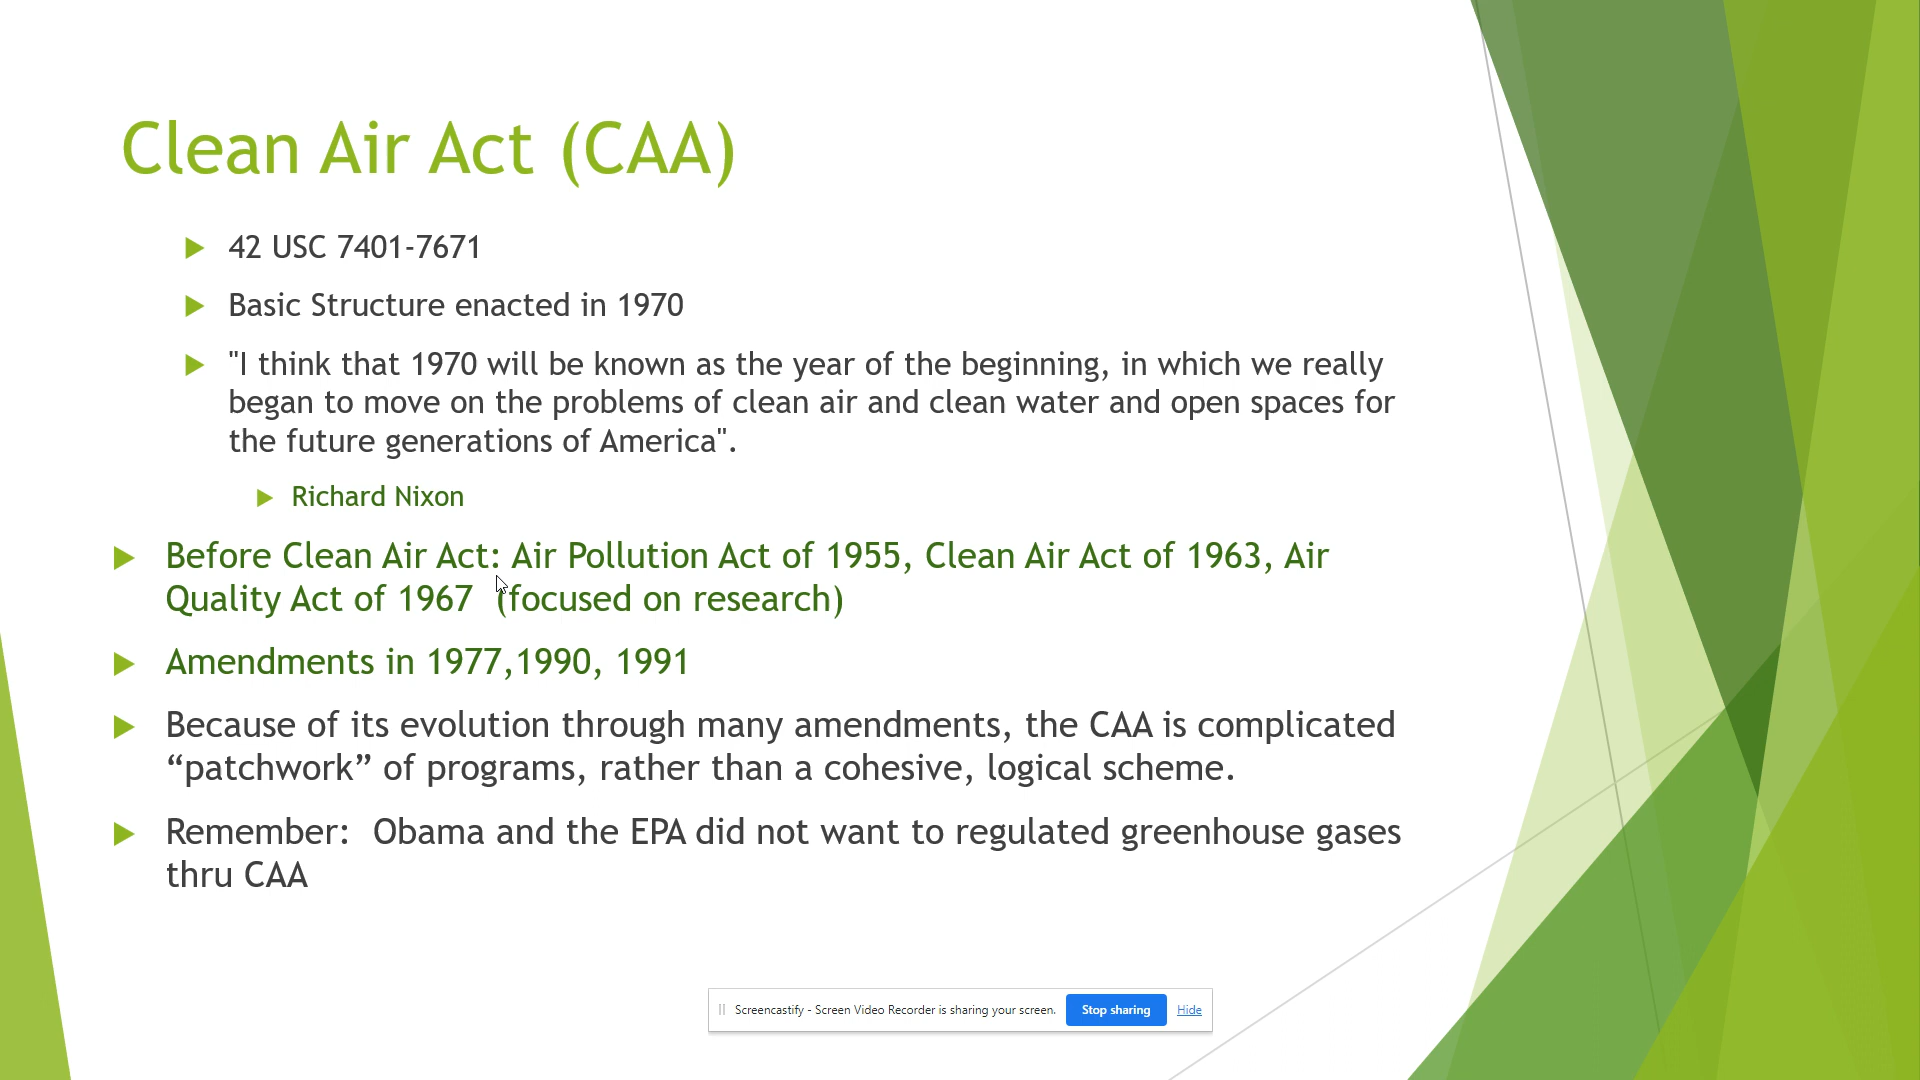 Clean Air Act (CAA)
42 USC 7401-7671
Basic Structure enacted in 1970
"I think that 1970 will be known as the year of the beginning, in which we really
began to move on the problems of clean air and clean water and open spaces for
the future generations of America".
Richard Nixon
Before Clean Air Act: Air Pollution Act of 1955, Clean Air Act of 1963, Air
Quality Act of 1967  (focused on research)
Amendments in 1977,1990, 1991
Because of its evolution through many amendments, the CAA is complicated
“patchwork” of programs, rather than a cohesive, logical scheme.
Remember:  Obama and the EPA did not want to regulated greenhouse gases
thru CAA
Screencastify - Screen Video Recorder is sharing your screen. Stop sharing Hide